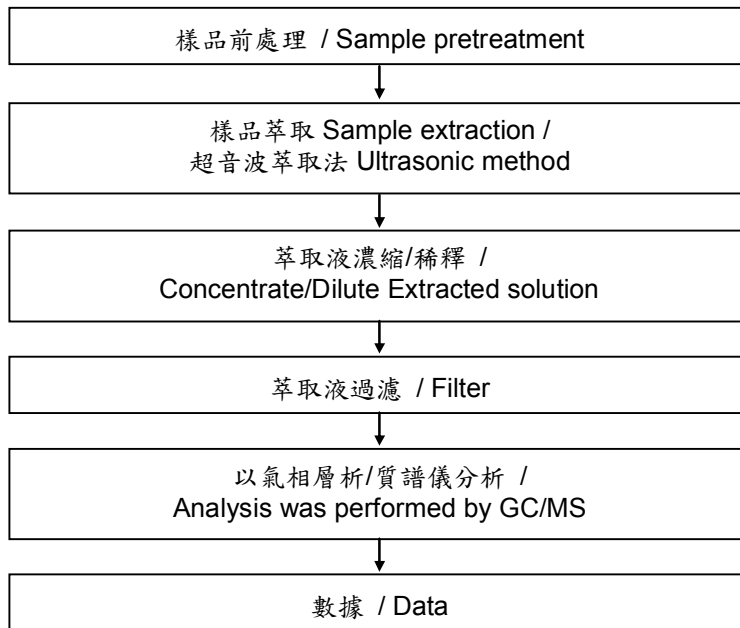 樣品前處理 / Sample pretreatment
樣品萃取 Sample extraction /
超音波萃取法 Ultrasonic method
萃取液濃縮/稀釋 /
Concentrate/Dilute Extracted solution
萃取液過濾 / Filter
以氣相層析/質譜儀分析 /
Analysis was performed by GC/MS
數據 / Data